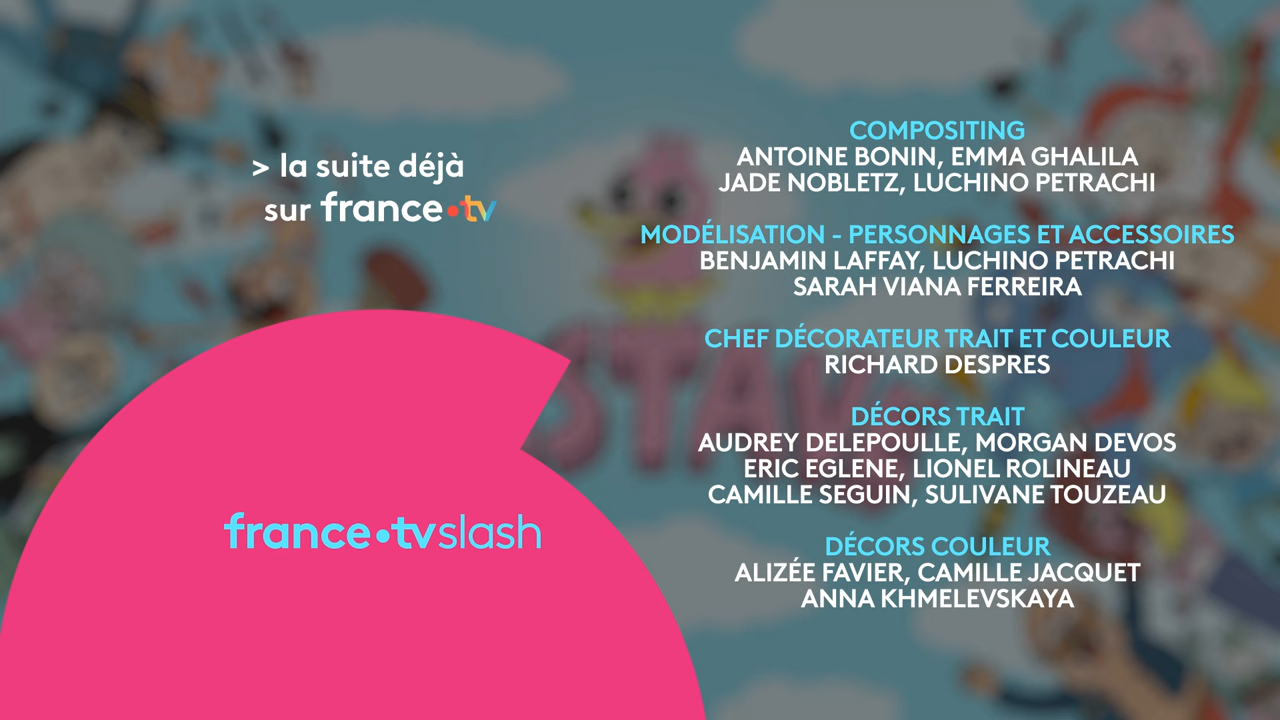 > la suite déjà
sur france•tv
france•tvslash
COMPOSITING
ANTOINE BONIN, EMMA GHALILA
JADE NOBLETZ, LUCHINO PETRACHI
MODÉLISATION - PERSONNAGES ET ACCESSOIRES
BENJAMIN LAFFAY, LUCHINO PETRACHI
SARAH VIANA FERREIRA
CHEF DÉCORATEUR TRAIT ET COULEUR
RICHARD DESPRES
DÉCORS TRAIT
AUDREY DELEPOULLE, MORGAN DEVOS
ERIC EGLENE, LIONEL ROLINEAU
CAMILLE SEGUIN, SULIVANE TOUZEAU
DÉCORS COULEUR
ALIZÉE FAVIER, CAMILLE JACQUET
ANNA KHMELEVSKAYA